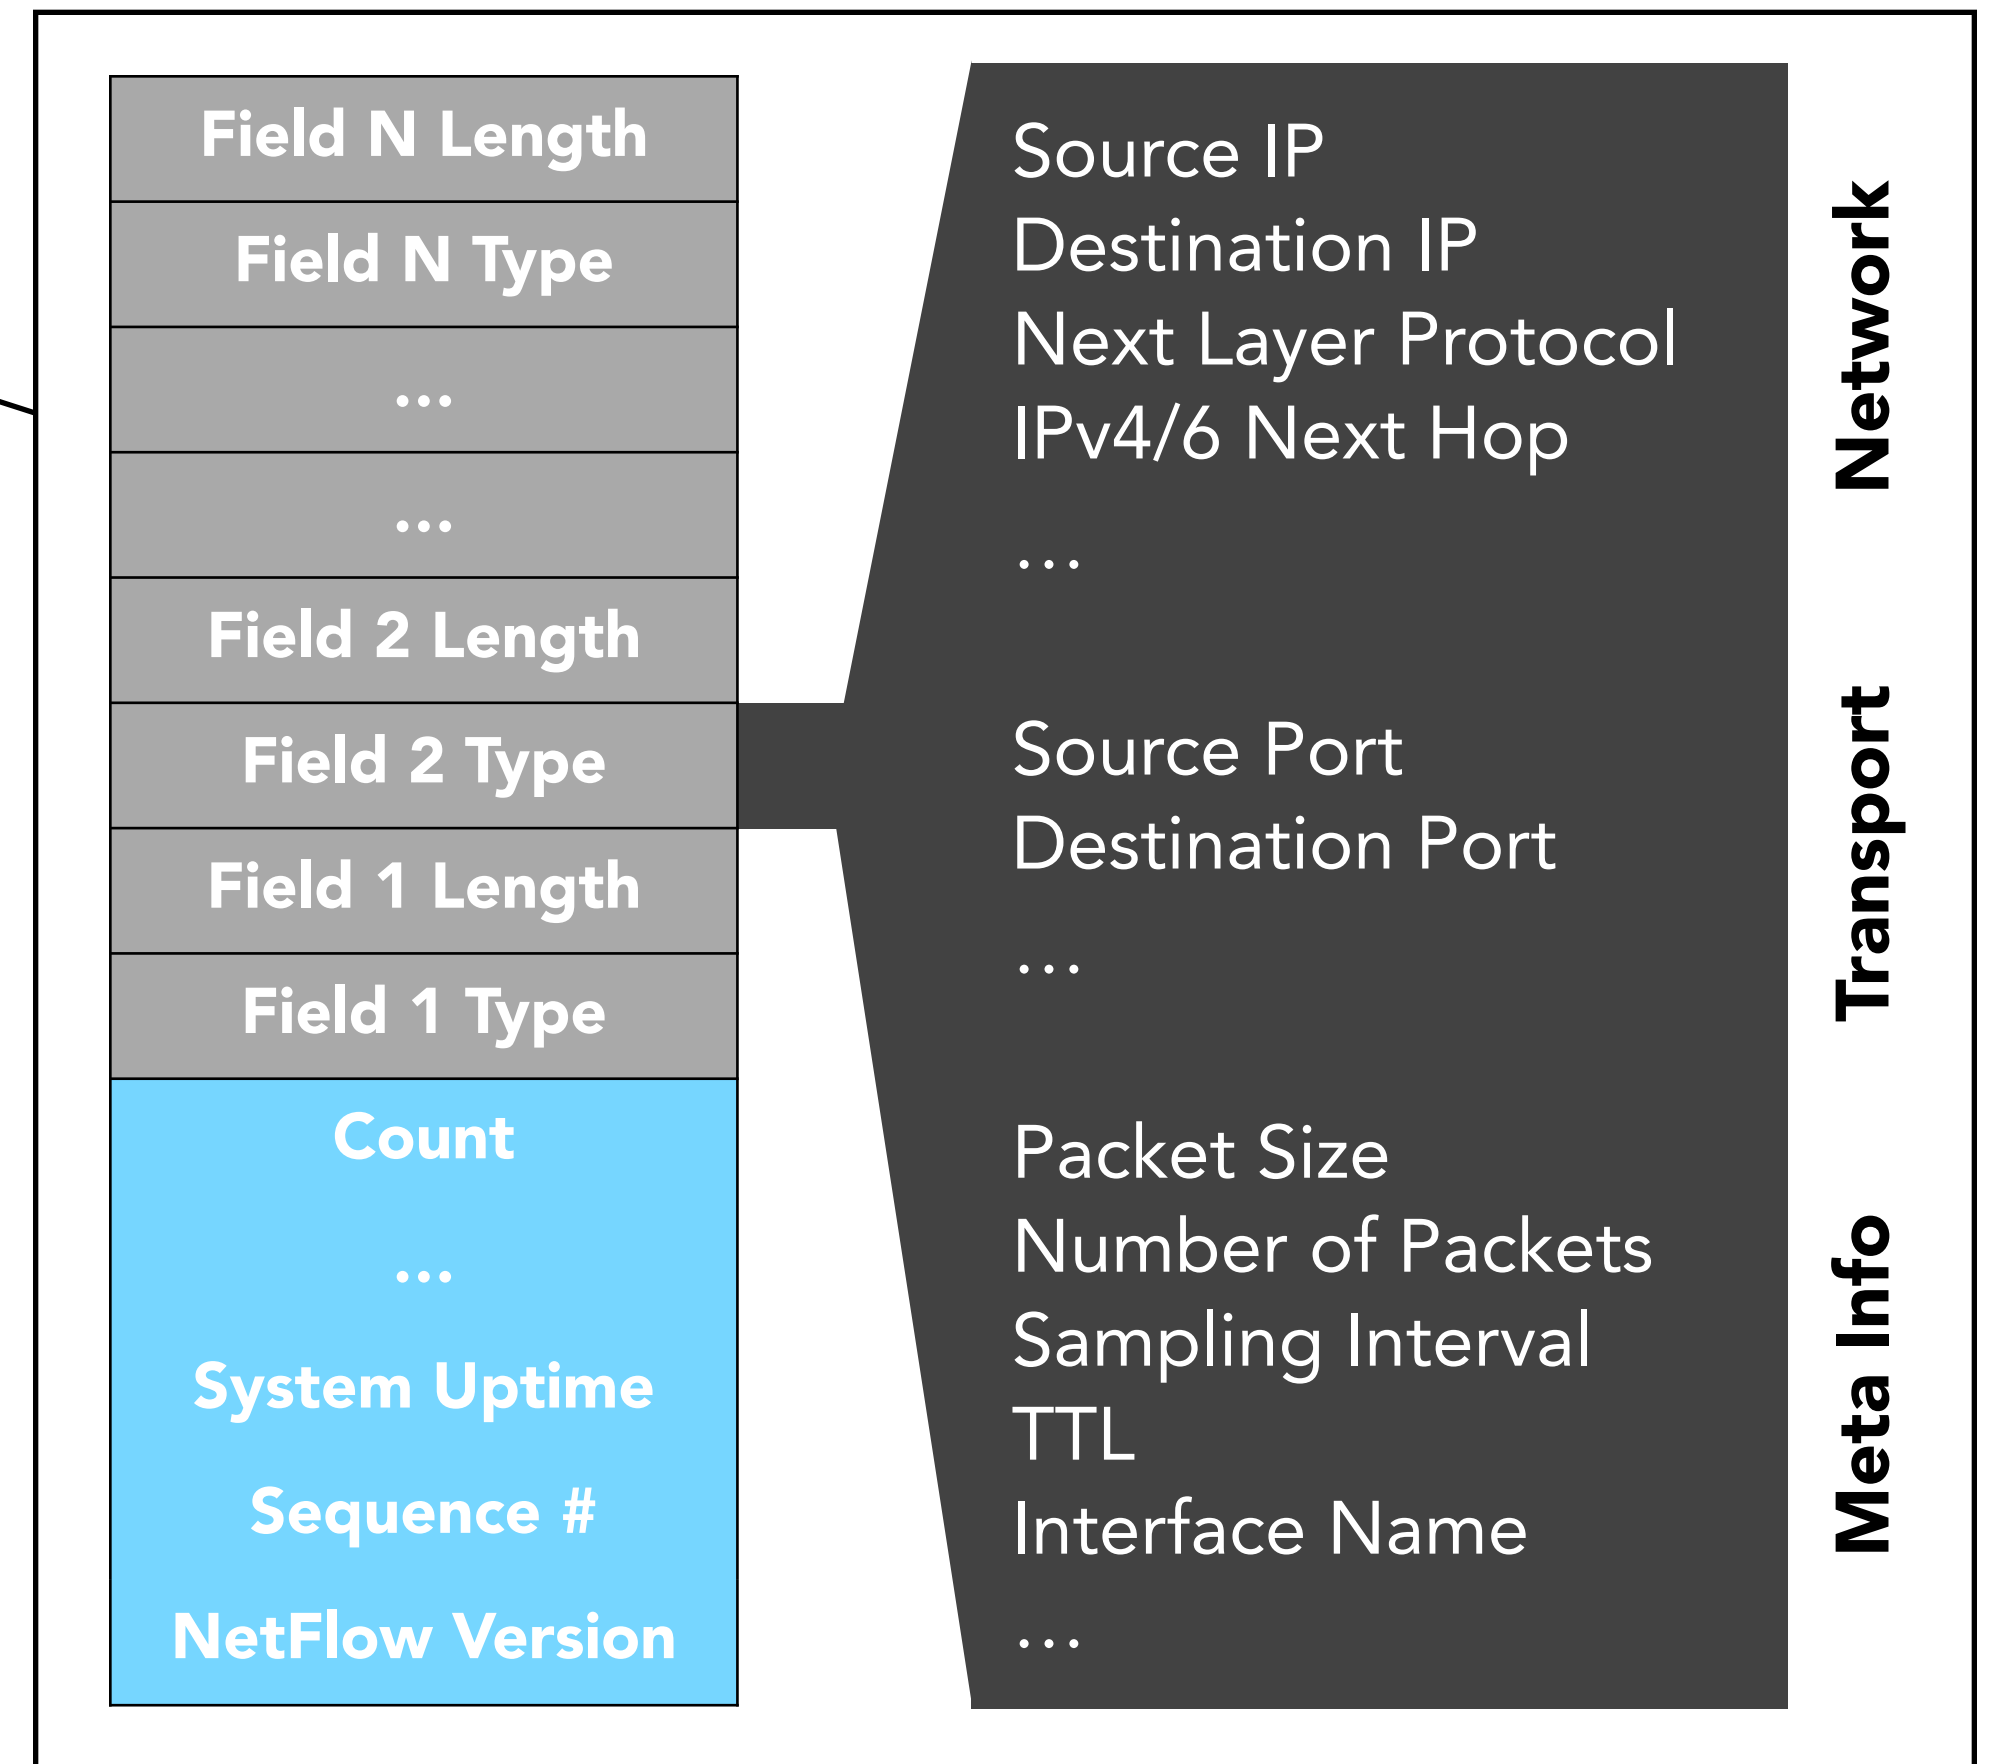 Field N Length
Field N Type
...
...
Field 2 Length
Field 2 Type
Field 1 Length
Field 1 Type
Count
...
System Uptime
Sequence #
NetFlow Version
Source IP
Destination IP
Next Layer Protocol
IPv4/6 Next Hop
...
Source Port
Destination Port
...
Packet Size
Number of Packets
Sampling Interval
TTL
Interface Name
...
Network
Transport
Meta Info